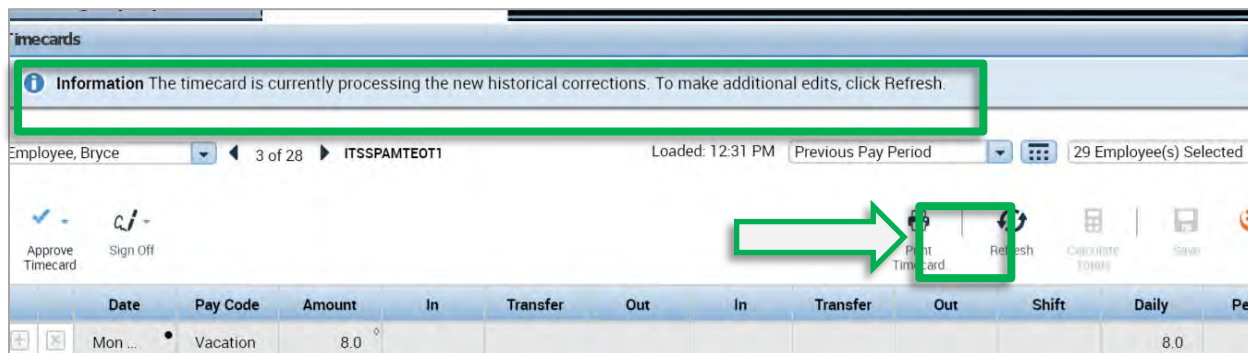 Timecards
Information The timecard is currently processing the new historical corrections. To make additional edits, click Refresh.
Employee, Bryce 3 of 28 ITSSPAMTEOT1 Loaded: 12:31 PM Previous Pay Period 29 Employee(s) Selected
Approve Timecard Sign Off Print Timecard Refresh Calculate Totals Save
Date Pay Code Amount In Transfer Out In Transfer Out Shift Daily
Mon ... Vacation 8.0 8.0